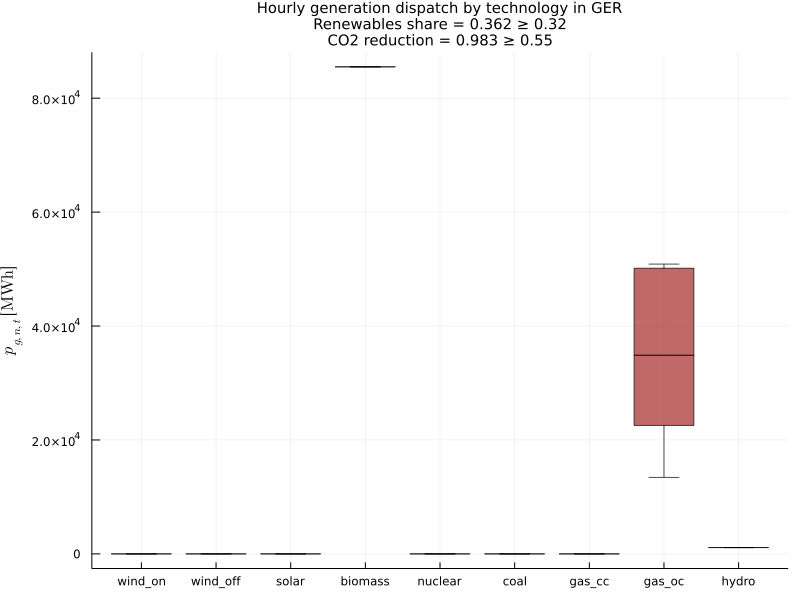 Hourly generation dispatch by technology in GER
Renewables share = 0.362 ≥ 0.32
CO2 reduction = 0.983 ≥ 0.55
8.0×10⁴
6.0×10⁴
4.0×10⁴
2.0×10⁴
0
p_{g,n,t} [MWh]
wind_on wind_off solar biomass nuclear coal gas_cc gas_oc hydro